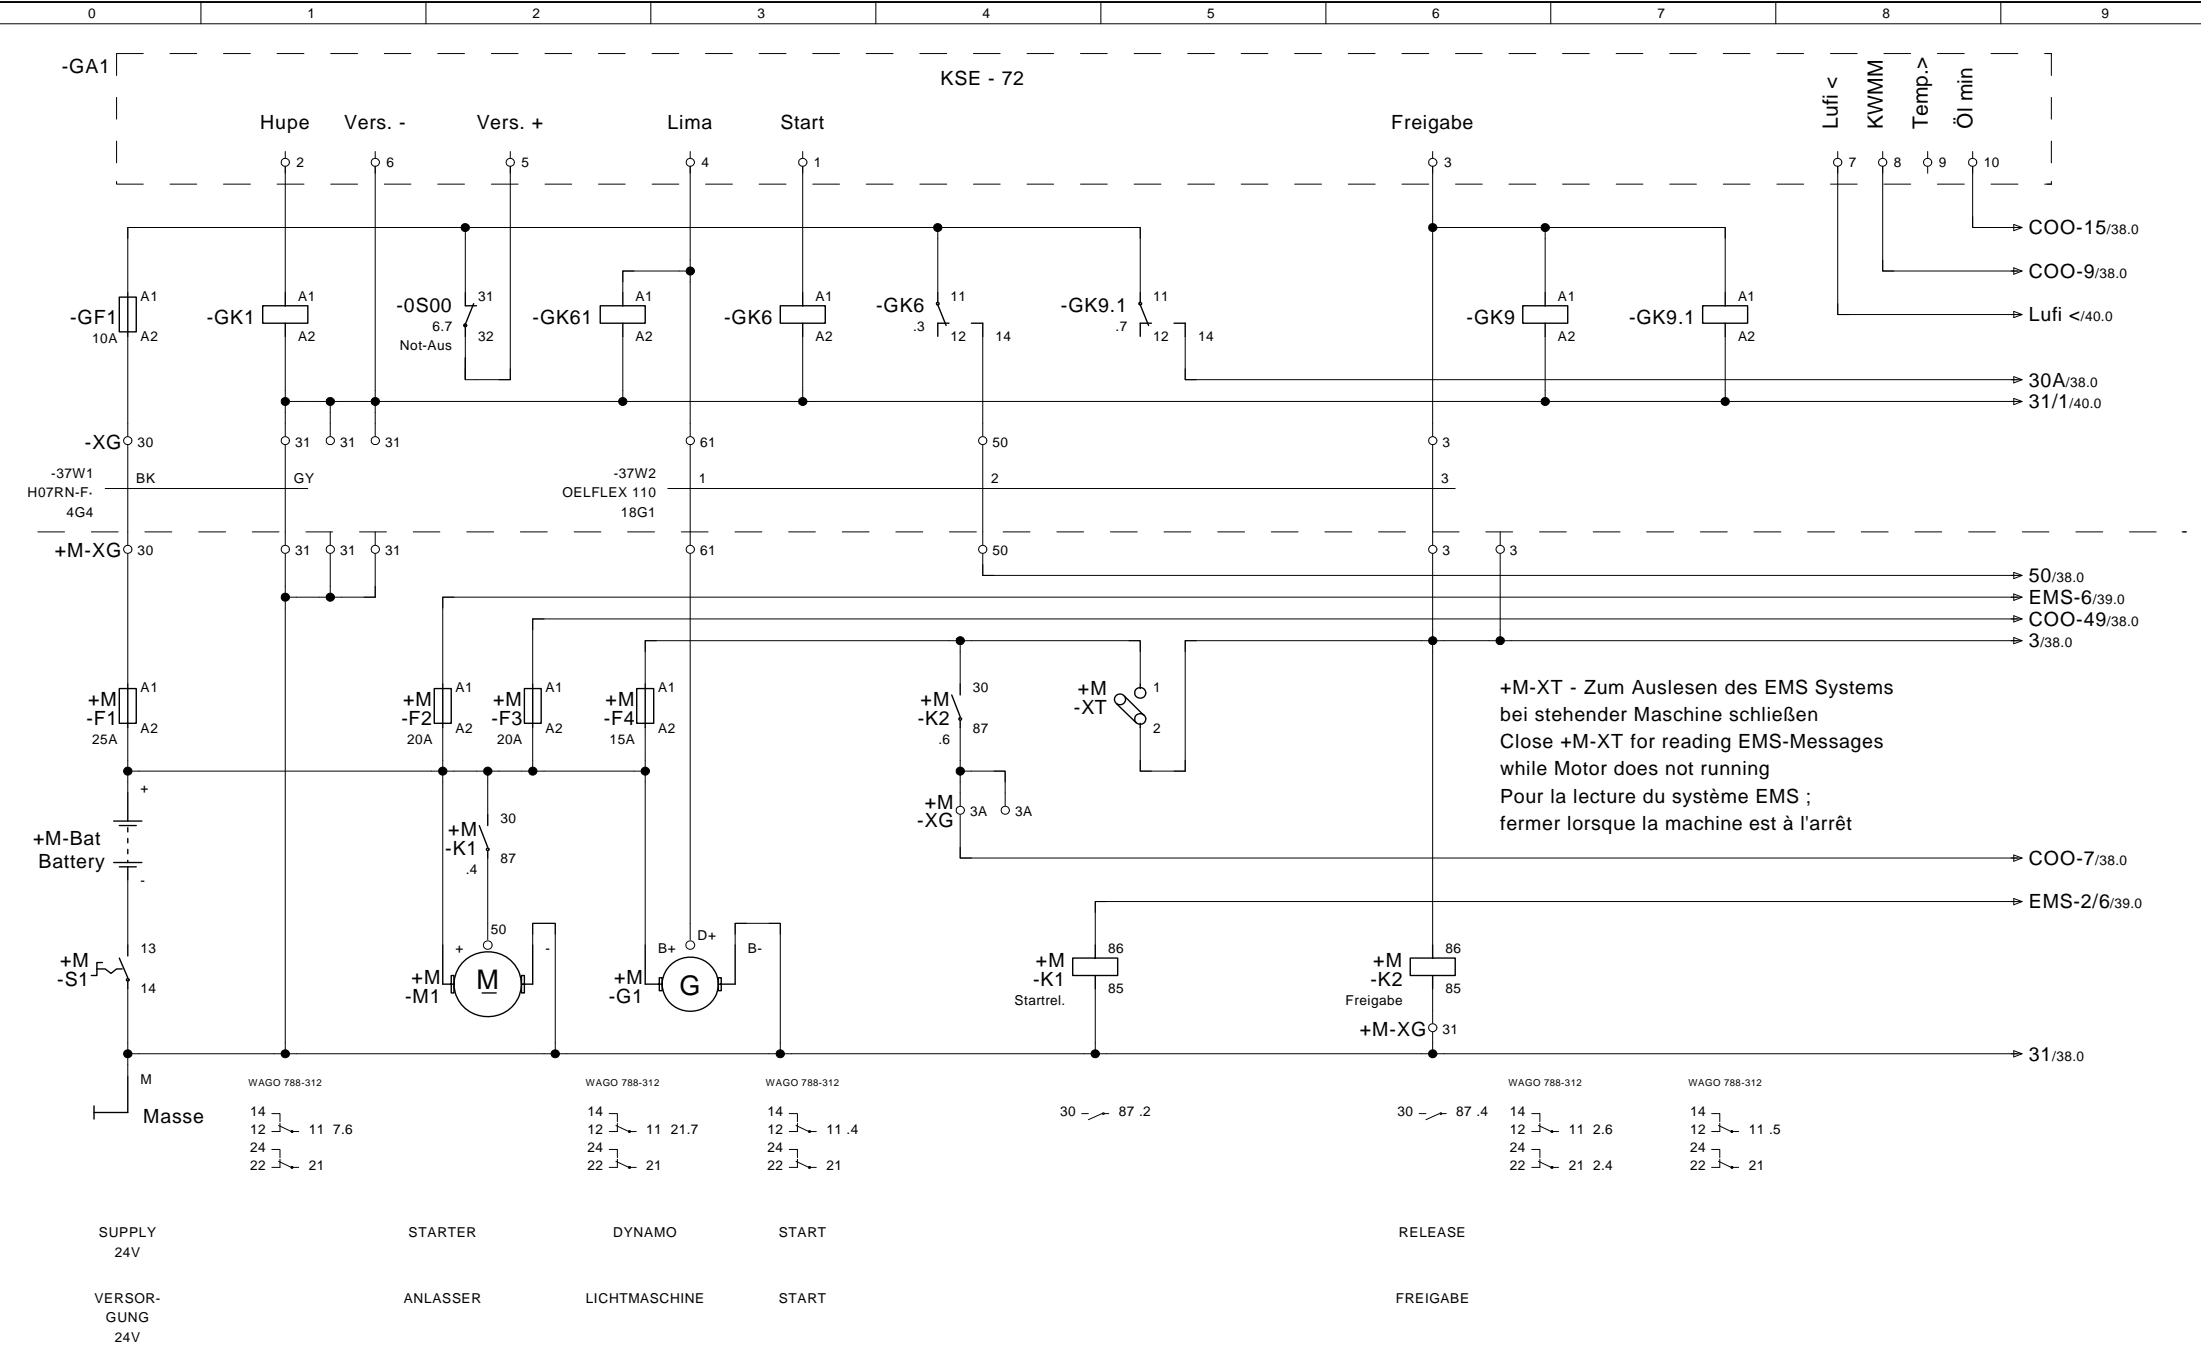 0 1 2 3 4 5 6 7 8 9
-GA1
KSE - 72
Hupe Vers. - Vers. + Lima Start Freigabe Lufi < KWMM Temp.> Öl min
2 6 5 4 1 3 7 8 9 10
COO-15/38.0
COO-9/38.0
Lufi </40.0
-GF1 10A A1 A2
-GK1 A1 A2
-0S00 6.7 Not-Aus 31 32
-GK61 A1 A2
-GK6 A1 A2
-GK6 .3 11 12 14
-GK9.1 .7 11 12 14
-GK9 A1 A2
-GK9.1 A1 A2
30A/38.0
31/1/40.0
-XG 30 31 31 31 61 50 3
-37W1
H07RN-F-
4G4
BK GY
-37W2
OELFLEX 110
18G1
1 2 3
+M-XG 30 31 31 31 61 50 3 3
50/38.0
EMS-6/39.0
COO-49/38.0
3/38.0
+M -F1 25A A1 A2
+M -F2 20A A1 A2
+M -F3 20A A1 A2
+M -F4 15A A1 A2
+M -K2 .6 30 87
+M -XT 1 2
+M-XT - Zum Auslesen des EMS Systems
bei stehender Maschine schließen
Close +M-XT for reading EMS-Messages
while Motor does not running
Pour la lecture du système EMS ;
fermer lorsque la machine est à l'arrêt
+M-Bat
Battery
+ -
+M -K1 .4 30 87
+M -XG 3A 3A
COO-7/38.0
EMS-2/6/39.0
+M -S1 13 14
+M -M1 + 50 - M
+M -G1 B+ D+ B- G
+M -K1 Startrel. 86 85
+M -K2 Freigabe 86 85
+M-XG 31
31/38.0
M
Masse
WAGO 788-312 WAGO 788-312 WAGO 788-312 WAGO 788-312 WAGO 788-312
14 14 14 30 87 .2 30 87 .4 14 14
12 11 7.6 12 11 21.7 12 11 .4 12 11 2.6 12 11 .5
24 24 24 24 24
22 21 22 21 22 21 22 21 2.4 22 21
SUPPLY STARTER DYNAMO START RELEASE
24V
VERSOR- ANLASSER LICHTMASCHINE START FREIGABE
GUNG
24V